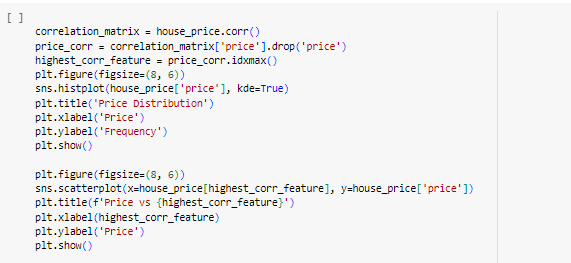 [ ]
correlation_matrix = house_price.corr()
price_corr = correlation_matrix['price'].drop('price')
highest_corr_feature = price_corr.idxmax()
plt.figure(figsize=(8, 6))
sns.histplot(house_price['price'], kde=True)
plt.title('Price Distribution')
plt.xlabel('Price')
plt.ylabel('Frequency')
plt.show()

plt.figure(figsize=(8, 6))
sns.scatterplot(x=house_price[highest_corr_feature], y=house_price['price'])
plt.title(f'Price vs {highest_corr_feature}')
plt.xlabel(highest_corr_feature)
plt.ylabel('Price')
plt.show()